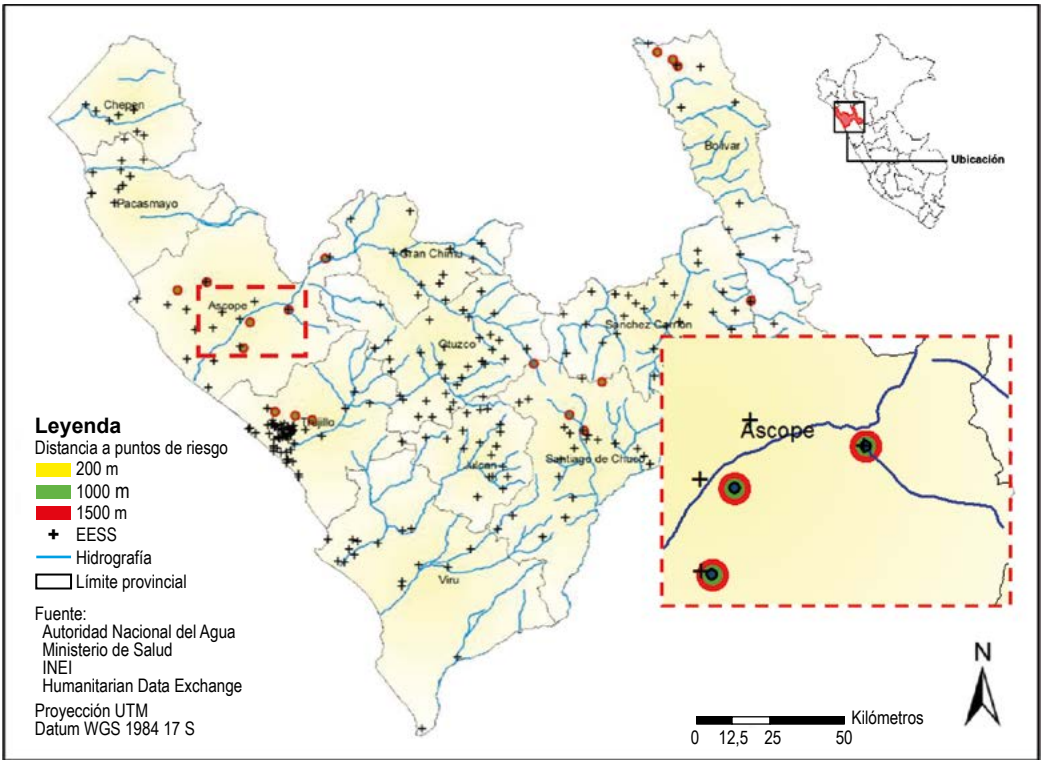 Chepen
Bolivar
Ubicación
Pacasmayo
Gran Chimu
Ascope
Sanchez Carrion
Otuzco
Trujillo
Julcan
Santiago de Chuco
Viru
Ascope
Leyenda
Distancia a puntos de riesgo
200 m
1000 m
1500 m
EESS
Hidrografía
Límite provincial
Fuente:
Autoridad Nacional del Agua
Ministerio de Salud
INEI
Humanitarian Data Exchange
Proyección UTM
Datum WGS 1984 17 S
N
Kilómetros
0 12,5 25 50